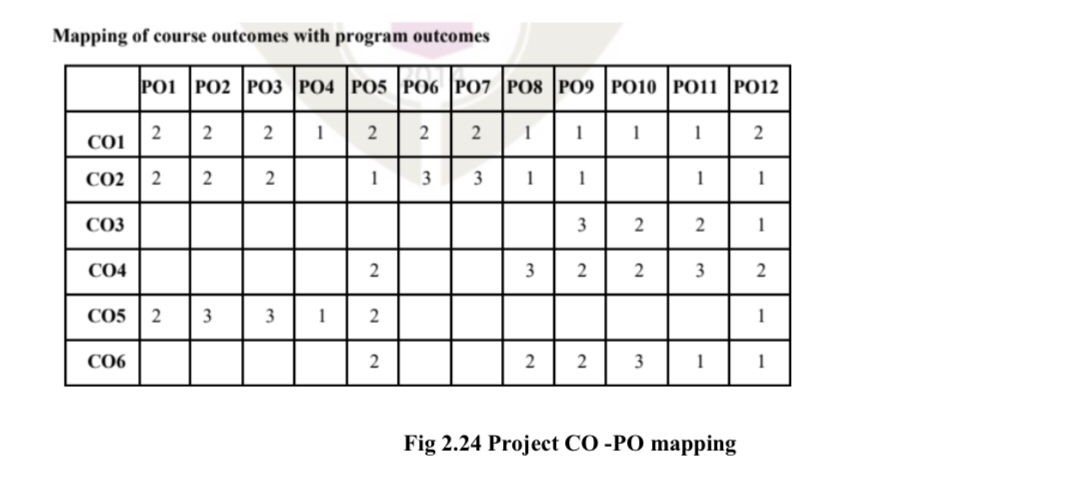 Mapping of course outcomes with program outcomes
2014
PO1 PO2 PO3 PO4 PO5 PO6 PO7 PO8 PO9 PO10 PO11 PO12
CO1 2 2 2 1 2 2 2 1 1 1 1 2
CO2 2 2 2 1 3 3 1 1 1 1
CO3 3 2 2 1
CO4 2 3 2 2 3 2
CO5 2 3 3 1 2 1
CO6 2 2 2 3 1 1
Fig 2.24 Project CO -PO mapping